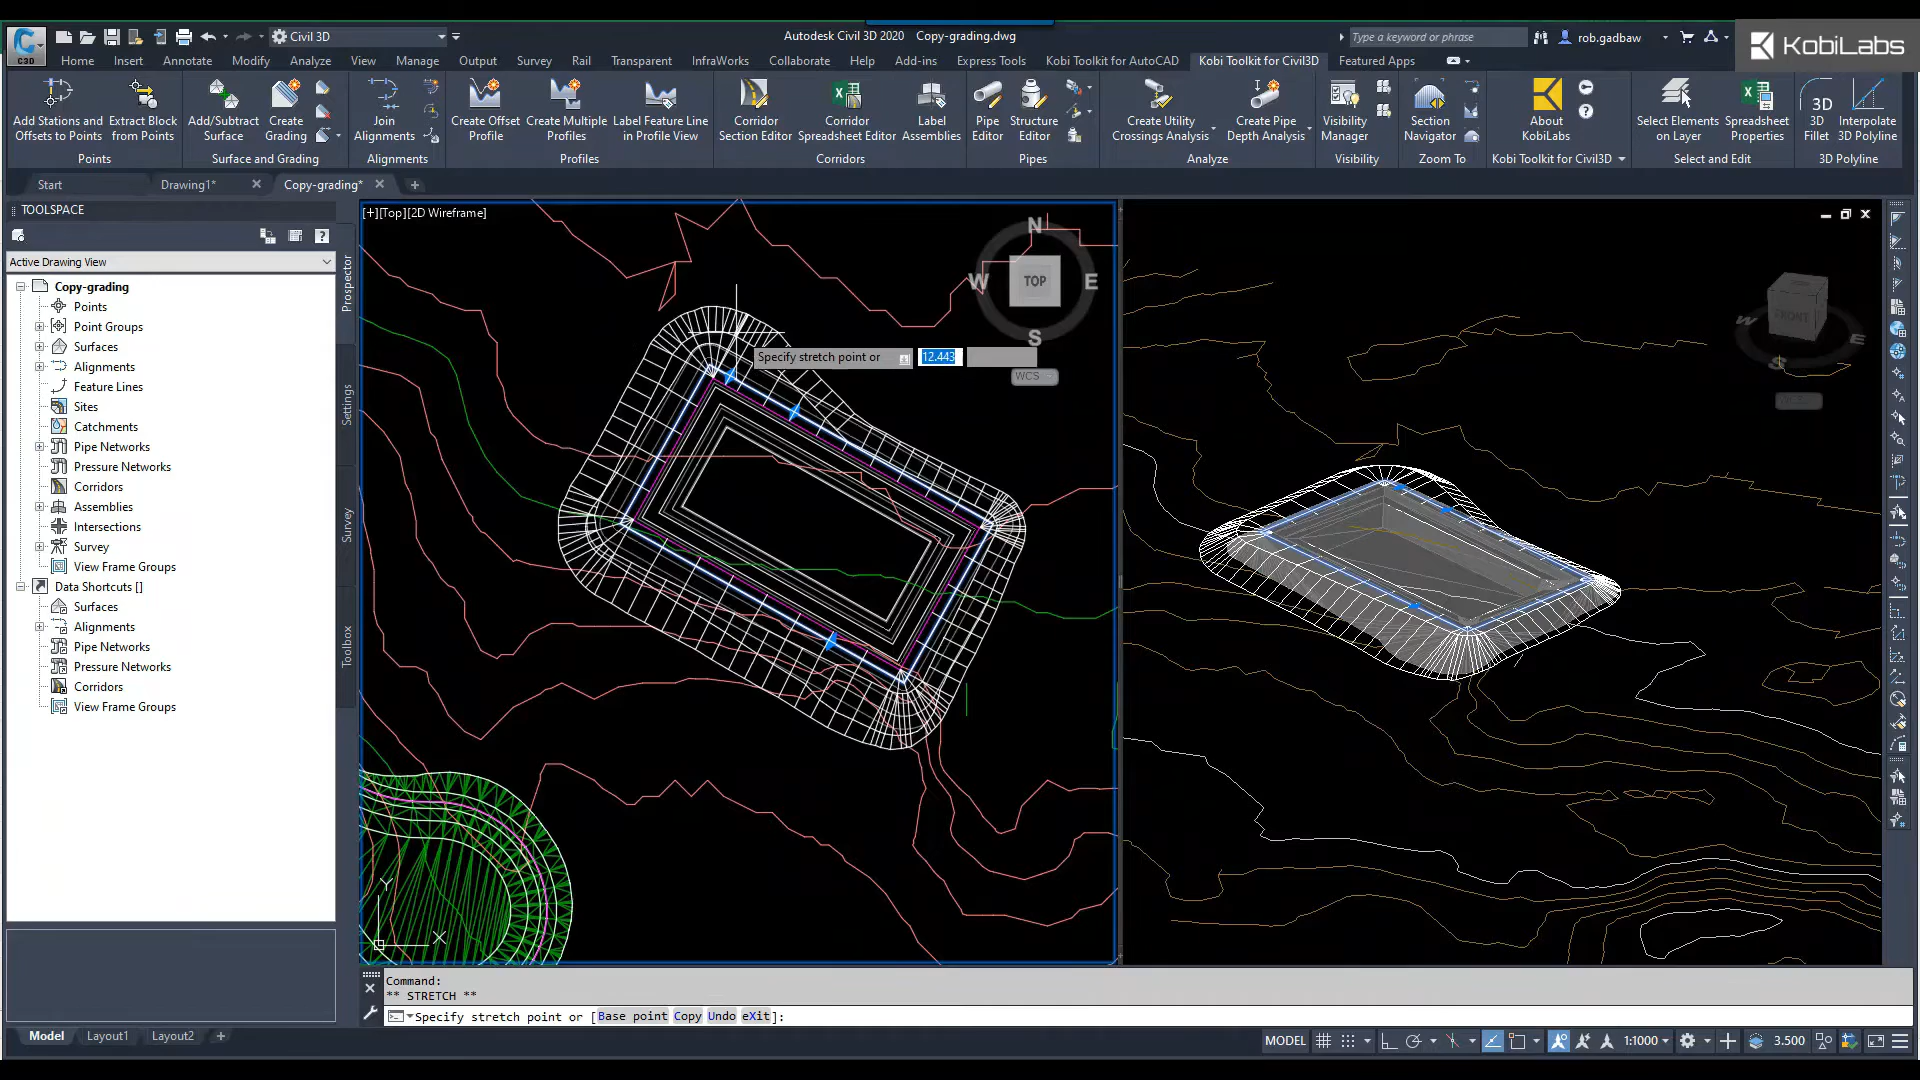 Civil 3D
Autodesk Civil 3D 2020 Copy-grading.dwg
Type a keyword or phrase
rob.gadbaw
KobiLabs
C3D
Home Insert Annotate Modify Analyze View Manage Output Survey Rail Transparent InfraWorks Collaborate Help Add-ins Express Tools Kobi Toolkit for AutoCAD Kobi Toolkit for Civil3D Featured Apps
Add Stations and Offsets to Points
Extract Block from Points
Add/Subtract Surface
Create Grading
Join Alignments
Create Offset Profile
Create Multiple Profiles
Label Feature Line in Profile View
Corridor Section Editor
Corridor Spreadsheet Editor
Label Assemblies
Pipe Editor
Structure Editor
Create Utility Crossings Analysis
Create Pipe Depth Analysis
Visibility Manager
Section Navigator
About KobiLabs
Select Elements on Layer
Spreadsheet Properties
3D
3D Fillet
Interpolate 3D Polyline
Points Surface and Grading Alignments Profiles Corridors Pipes Analyze Visibility Zoom To Kobi Toolkit for Civil3D Select and Edit 3D Polyline
Start Drawing1* Copy-grading*
TOOLSPACE
Active Drawing View
Copy-grading
Points
Point Groups
Surfaces
Alignments
Feature Lines
Sites
Catchments
Pipe Networks
Pressure Networks
Corridors
Assemblies
Intersections
Survey
View Frame Groups
Data Shortcuts []
Surfaces
Alignments
Pipe Networks
Pressure Networks
Corridors
View Frame Groups
Prospector
Settings
Survey
Toolbox
[+][Top][2D Wireframe]
N
W TOP E
S
WCS
Specify stretch point or 12.443
FRONT
W E
S
Y
X
Command:
** STRETCH **
Specify stretch point or [Base point Copy Undo eXit]:
Model Layout1 Layout2
MODEL 1:1000 3.500